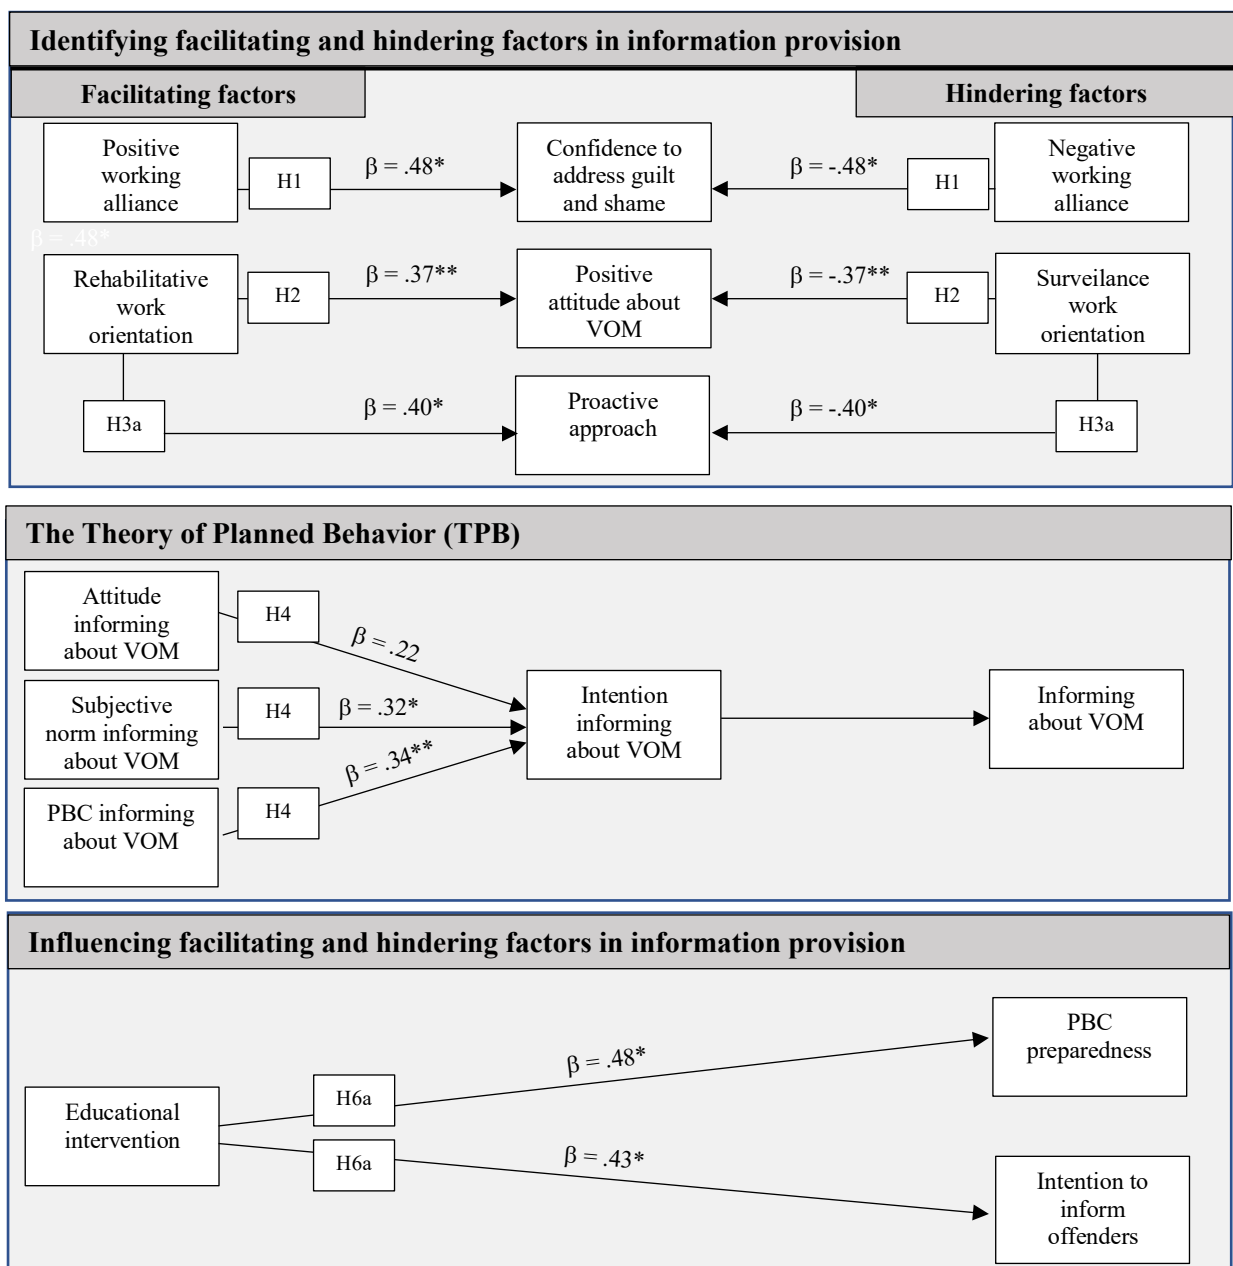 Identifying facilitating and hindering factors in information provision
Facilitating factors
Hindering factors
Positive
working
alliance
H1
β = .48*
Confidence to
address guilt
and shame
β = -.48*
H1
Negative
working
alliance
β = .48*
Rehabilitative
work
orientation
H2
β = .37**
Positive
attitude about
VOM
β = -.37**
H2
Surveilance
work
orientation
H3a
β = .40*
Proactive
approach
β = -.40*
H3a
The Theory of Planned Behavior (TPB)
Attitude
informing
about VOM
H4
β = .22
Subjective
norm informing
about VOM
H4
β = .32*
PBC informing
about VOM
H4
β = .34**
Intention
informing
about VOM
Informing
about VOM
Influencing facilitating and hindering factors in information provision
Educational
intervention
H6a
β = .48*
PBC
preparedness
H6a
β = .43*
Intention to
inform
offenders